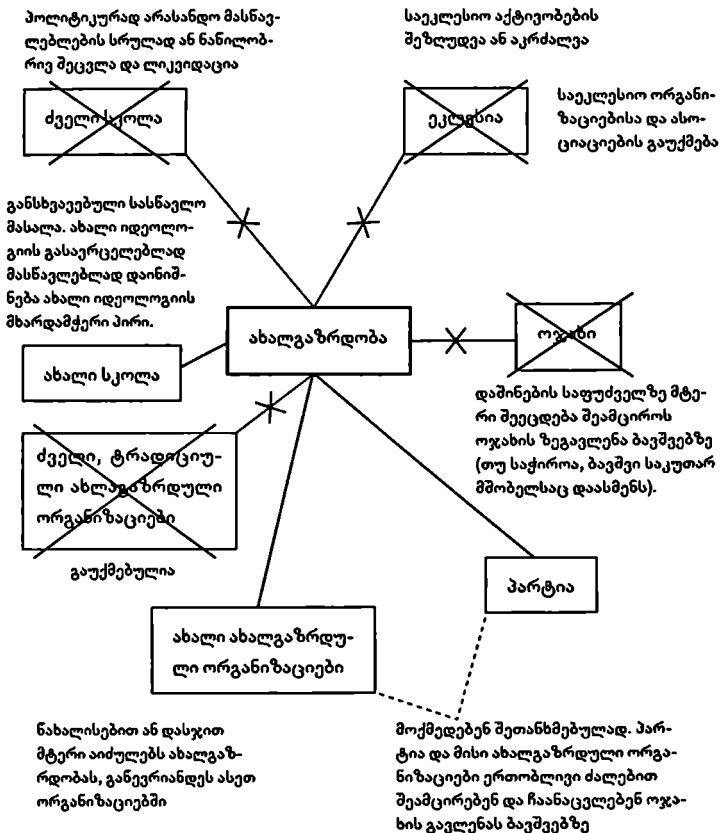 პოლიტიკურად არასანდო მასწავ-
ლებლების სრულად ან ნაწილობ-
რივ შეცვლა და ლიკვიდაცია
საეკლესიო აქტივობების
შეზღუდვა ან აკრძალვა
ძველი სკოლა
ეკლესია
საეკლესიო ორგანი-
ზაციებისა და ასო-
ციაციების გაუქმება
განსხვავებული სასწავლო
მასალა. ახალი იდეოლო-
გიის გასავრცელებლად
მასწავლებლად დაინიშ-
ნება ახალი იდეოლოგიის
მხარდამჭერი პირი.
ახალგაზრდობა
ოჯახი
ახალი სკოლა
დაშინების საფუძველზე მტე-
რი შეეცდება შეამციროს
ოჯახის ზეგავლენა ბავშვებზე
(თუ საჭიროა, ბავშვი საკუთარ
მშობელსაც დაასმენს).
ძველი, ტრადიციუ-
ლი ახლაგაზრდული
ორგანიზაციები
გაუქმებულია
პარტია
ახალი ახალგაზრდუ-
ლი ორგანიზაციები
წახალისებით ან დასჯით
მტერი აიძულებს ახალგაზ-
რდობას, გაწევრიანდეს ასეთ
ორგანიზაციებში
მოქმედებენ შეთანხმებულად. პარ-
ტია და მისი ახალგაზრდული ორგა-
ნიზაციები ერთობლივი ძალებით
შეამცირებენ და ჩაანაცვლებენ ოჯა-
ხის გავლენას ბავშვებზე